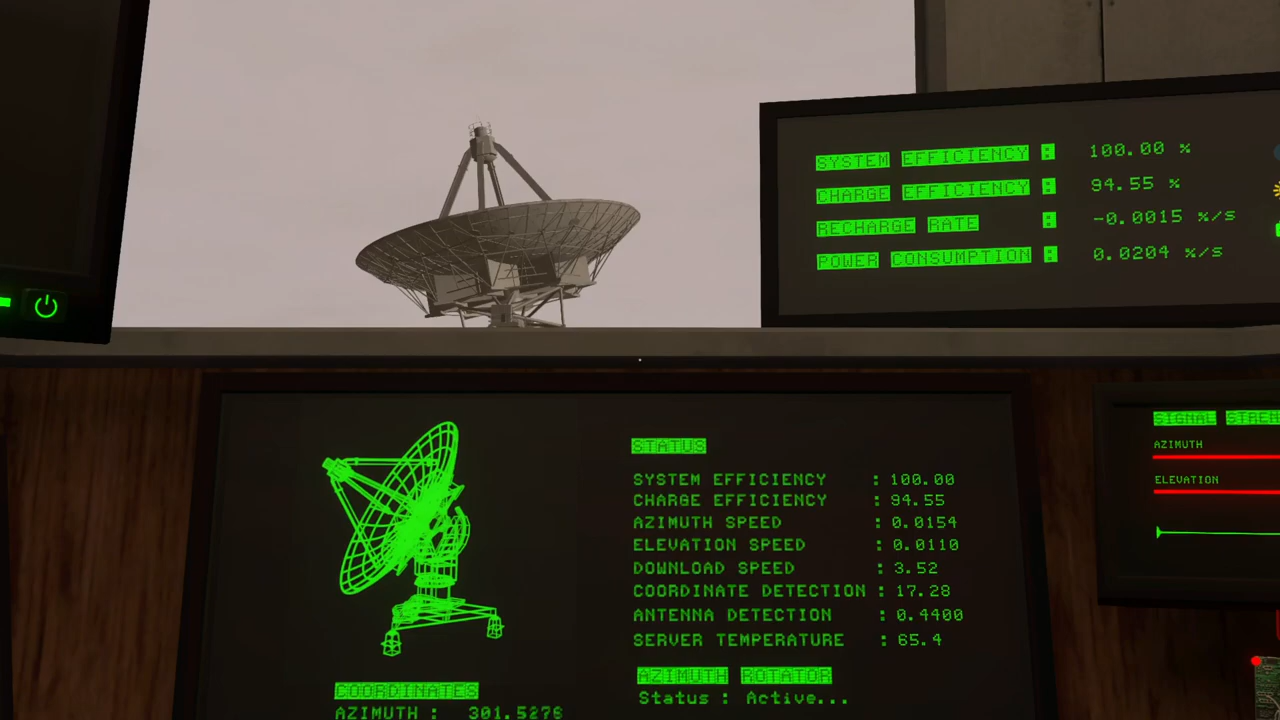 SYSTEM EFFICIENCY : 100.00 %
CHARGE EFFICIENCY : 94.55 %
RECHARGE RATE : -0.0015 %/s
POWER CONSUMPTION : 0.0204 %/s
STATUS
SYSTEM EFFICIENCY : 100.00
CHARGE EFFICIENCY : 94.55
AZIMUTH SPEED : 0.0154
ELEVATION SPEED : 0.0110
DOWNLOAD SPEED : 3.52
COORDINATE DETECTION : 17.28
ANTENNA DETECTION : 0.4400
SERVER TEMPERATURE : 65.4
AZIMUTH ROTATOR
Status : Active...
COORDINATES
AZIMUTH : 301.5276
SIGNAL
AZIMUTH
ELEVATION